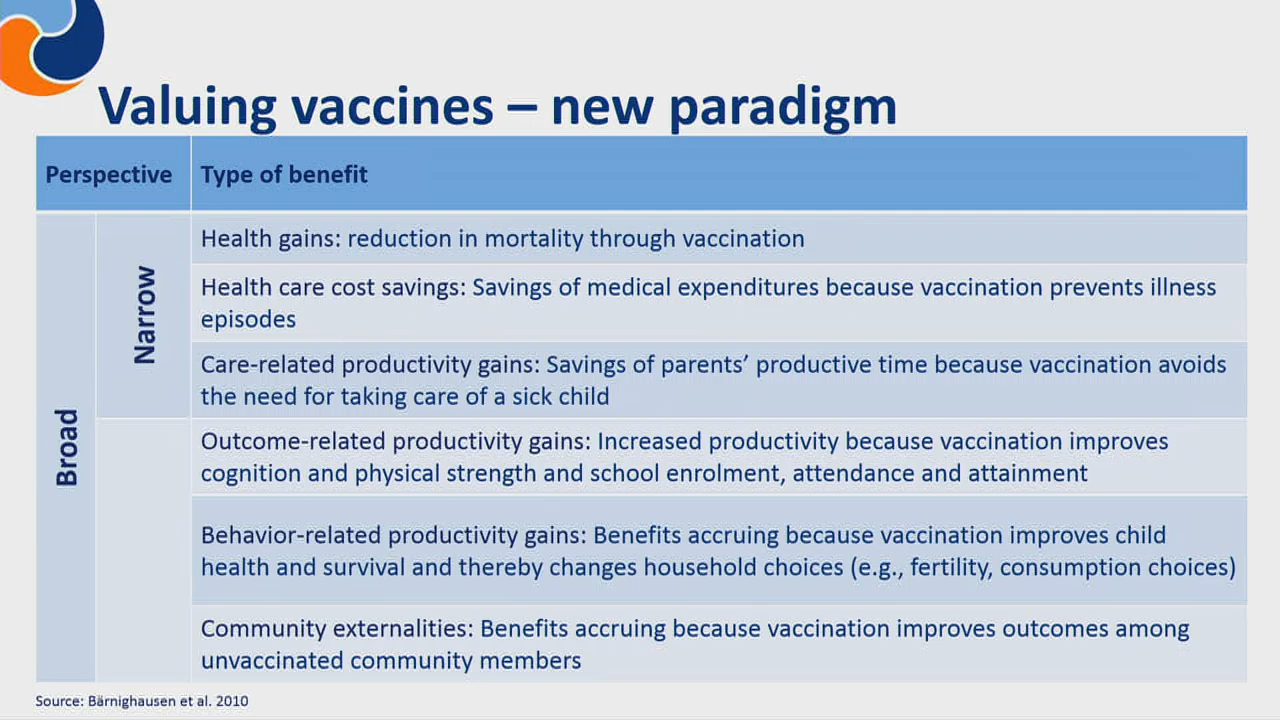 Valuing vaccines – new paradigm
Perspective
Type of benefit
Broad
Narrow
Health gains: reduction in mortality through vaccination
Health care cost savings: Savings of medical expenditures because vaccination prevents illness
episodes
Care-related productivity gains: Savings of parents’ productive time because vaccination avoids
the need for taking care of a sick child
Outcome-related productivity gains: Increased productivity because vaccination improves
cognition and physical strength and school enrolment, attendance and attainment
Behavior-related productivity gains: Benefits accruing because vaccination improves child
health and survival and thereby changes household choices (e.g., fertility, consumption choices)
Community externalities: Benefits accruing because vaccination improves outcomes among
unvaccinated community members
Source: Bärnighausen et al. 2010